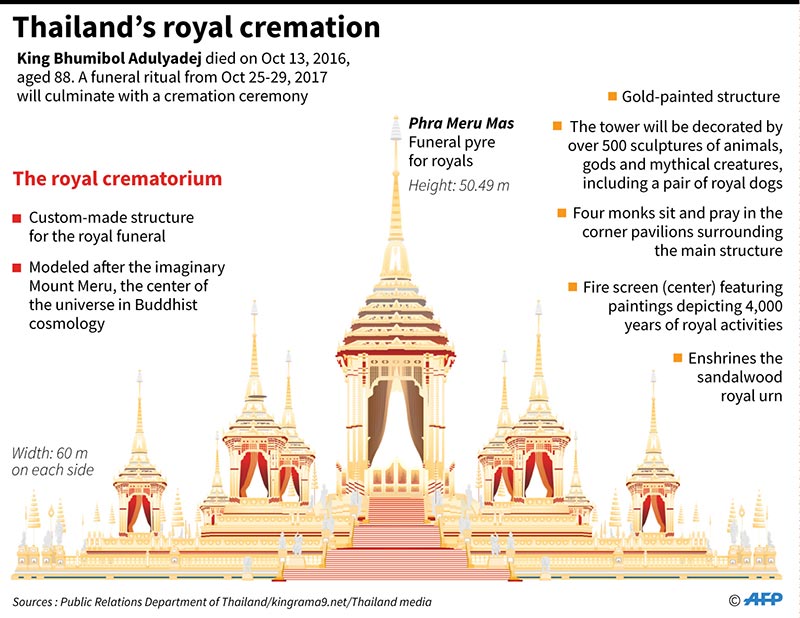 Thailand's royal cremation
King Bhumibol Adulyadej died on Oct 13, 2016,
aged 88. A funeral ritual from Oct 25-29, 2017
will culminate with a cremation ceremony
The royal crematorium
Custom-made structure
for the royal funeral
Modeled after the imaginary
Mount Meru, the center of
the universe in Buddhist
cosmology
Width: 60 m
on each side
Phra Meru Mas
Funeral pyre
for royals
Height: 50.49 m
Gold-painted structure
The tower will be decorated by
over 500 sculptures of animals,
gods and mythical creatures,
including a pair of royal dogs
Four monks sit and pray in the
corner pavilions surrounding
the main structure
Fire screen (center) featuring
paintings depicting 4,000
years of royal activities
Enshrines the
sandalwood
royal urn
Sources : Public Relations Department of Thailand/kingrama9.net/Thailand media
© AFP